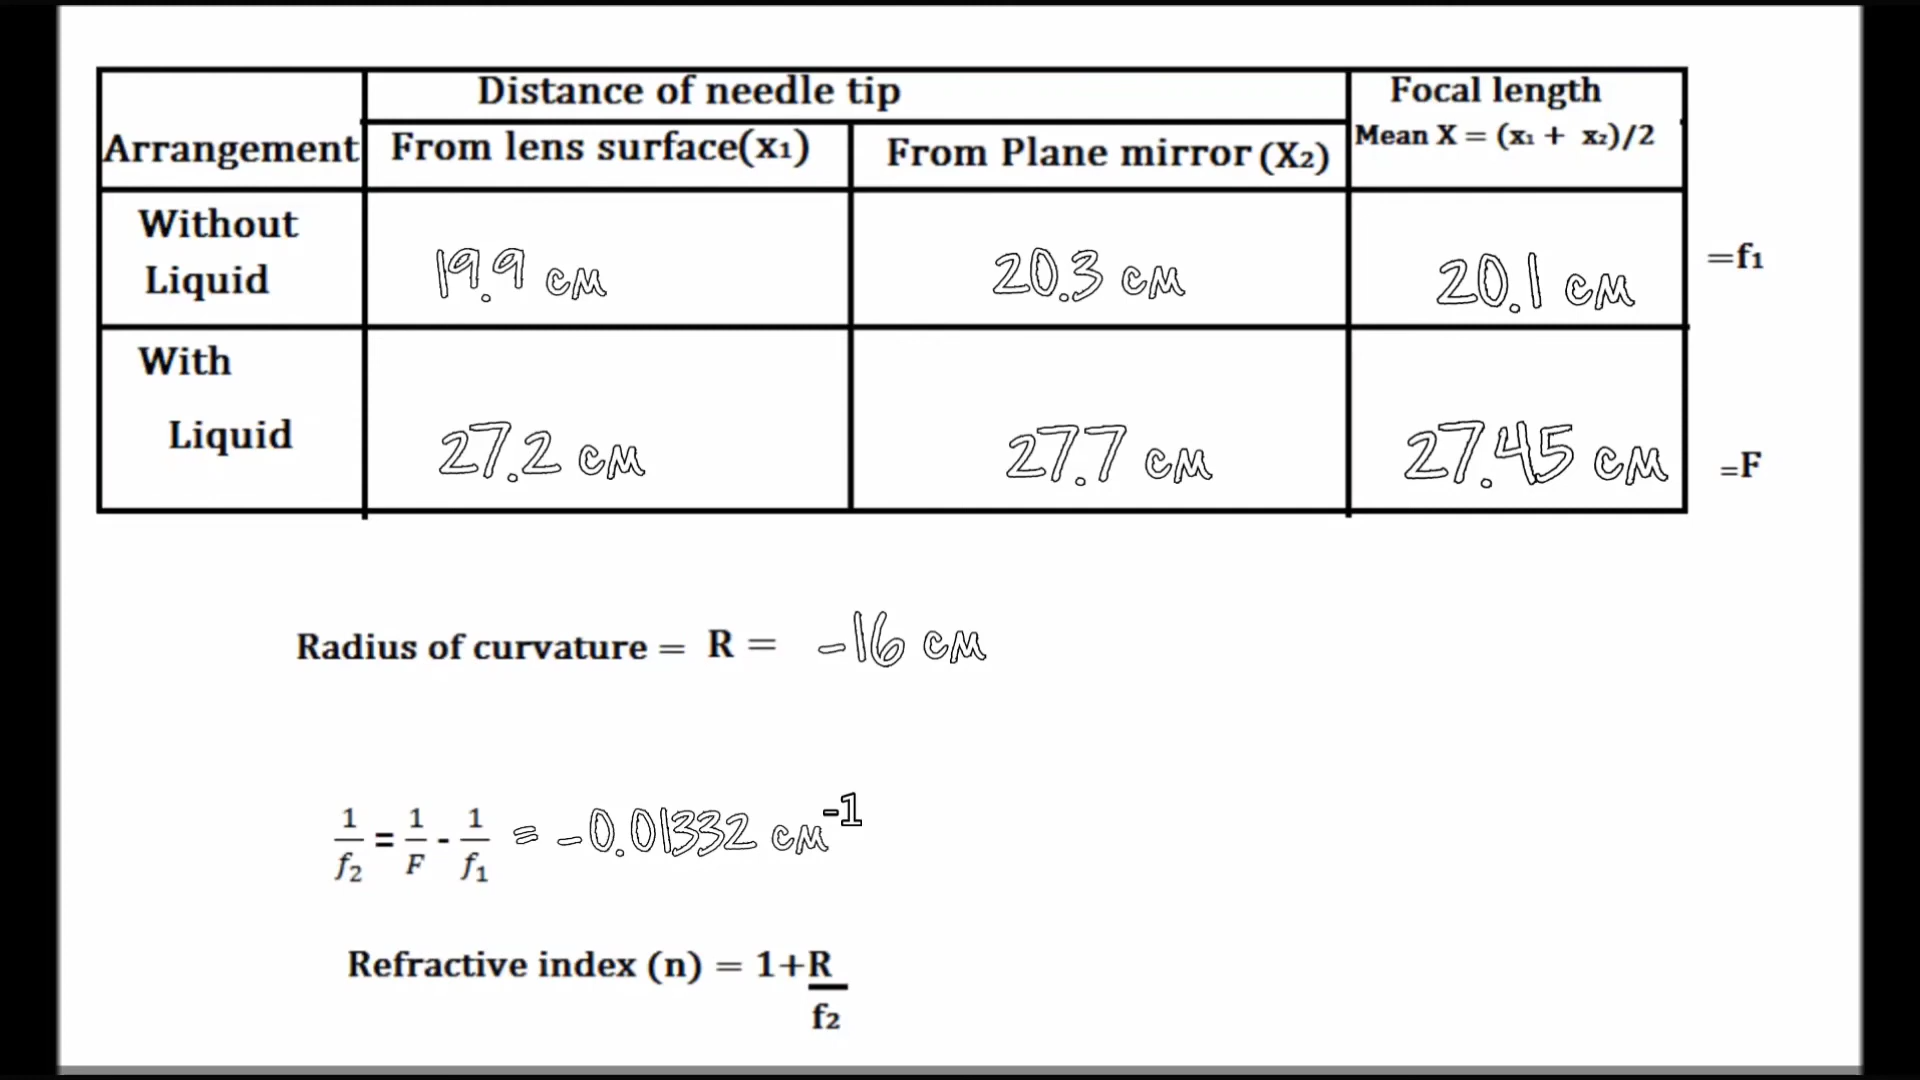 Distance of needle tip
Focal length
Arrangement
From lens surface(x₁)
From Plane mirror (X₂)
Mean X = (x₁ + x₂)/2
Without
Liquid
19.9 cm
20.3 cm
20.1 cm
=f₁
With
Liquid
27.2 cm
27.7 cm
27.45 cm
=F
Radius of curvature = R = -16 cm
1/f₂ = 1/F - 1/f₁ = -0.01332 cm⁻¹
Refractive index (n) = 1+R
f₂